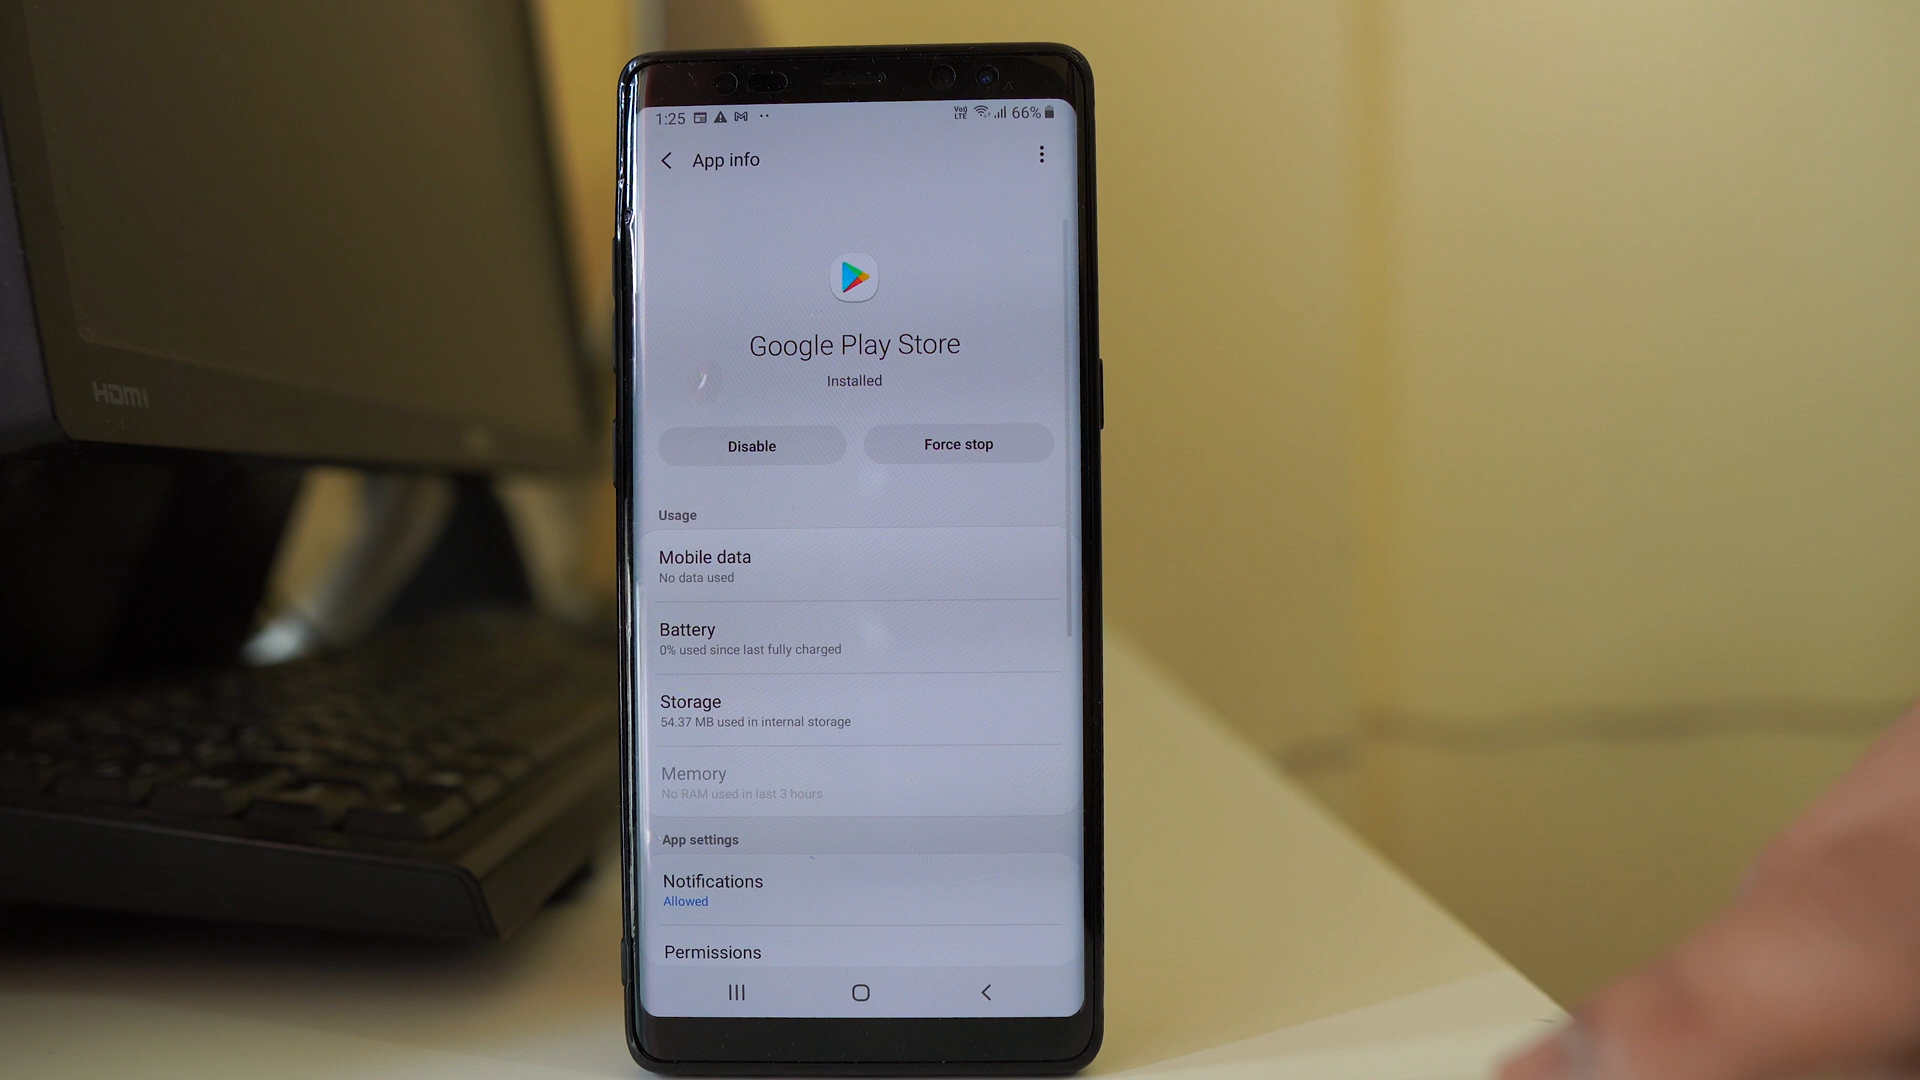 1:25
Vo))
LTE
66%
App info
Google Play Store
Installed
Disable
Force stop
Usage
Mobile data
No data used
Battery
0% used since last fully charged
Storage
54.37 MB used in internal storage
Memory
No RAM used in last 3 hours
App settings
Notifications
Allowed
Permissions
HDMI